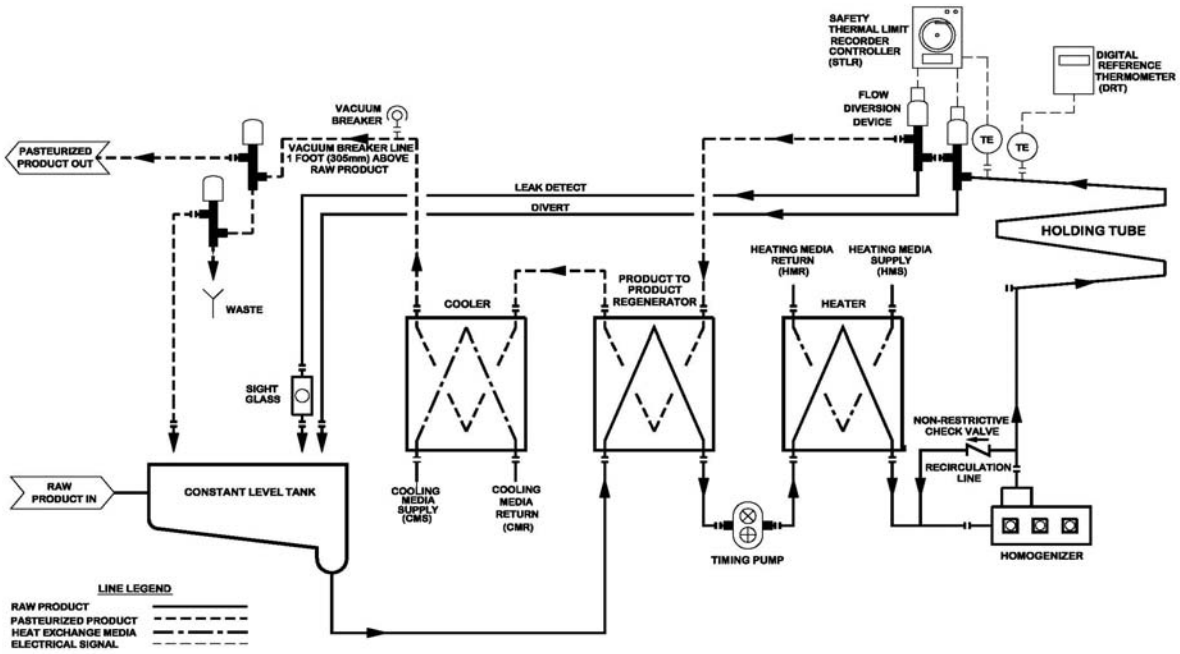 SAFETY
THERMAL LIMIT
RECORDER
CONTROLLER
(STLR)
DIGITAL
REFERENCE
THERMOMETER
(DRT)
VACUUM
BREAKER
FLOW
DIVERSION
DEVICE
TE
TE
PASTEURIZED
PRODUCT OUT
VACUUM BREAKER LINE
1 FOOT (305mm) ABOVE
RAW PRODUCT
LEAK DETECT
DIVERT
HOLDING TUBE
HEATING MEDIA
RETURN
(HMR)
HEATING MEDIA
SUPPLY
(HMS)
PRODUCT TO
PRODUCT
REGENERATOR
COOLER
HEATER
WASTE
SIGHT
GLASS
NON-RESTRICTIVE
CHECK VALVE
RECIRCULATION
LINE
RAW
PRODUCT IN
CONSTANT LEVEL TANK
COOLING
MEDIA
SUPPLY
(CMS)
COOLING
MEDIA
RETURN
(CMR)
TIMING PUMP
HOMOGENIZER
LINE LEGEND
RAW PRODUCT
PASTEURIZED PRODUCT
HEAT EXCHANGE MEDIA
ELECTRICAL SIGNAL